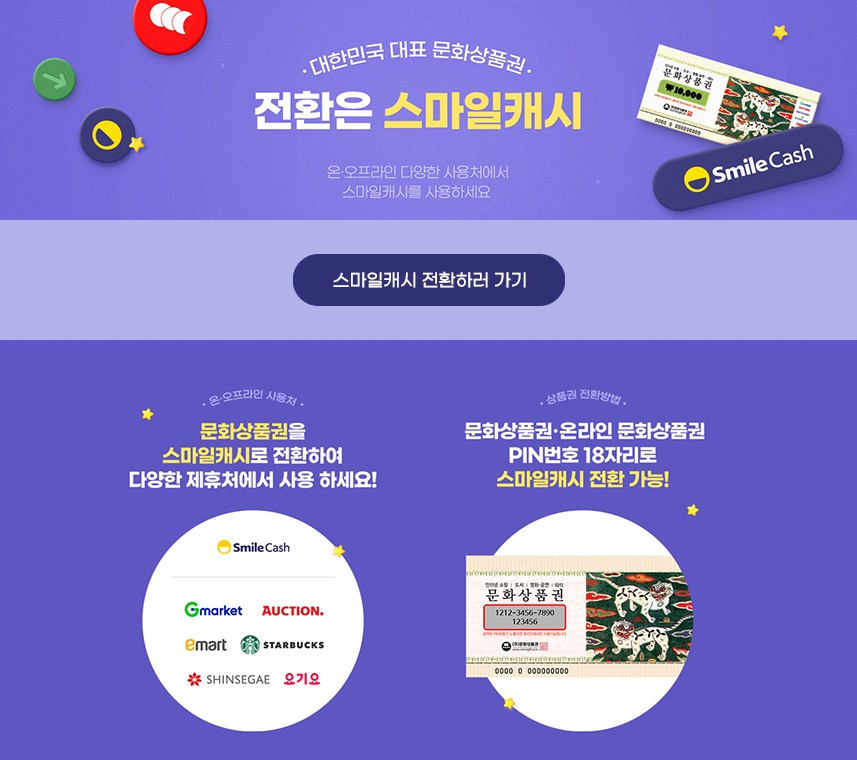 ·대한민국 대표 문화상품권·
전환은 스마일캐시
온·오프라인 다양한 사용처에서
스마일캐시를 사용하세요
문화상품권
₩10,000
0000 0 000000000
SmileCash
스마일캐시 전환하러 가기
·온·오프라인 사용처·
문화상품권을
스마일캐시로 전환하여
다양한 제휴처에서 사용 하세요!
SmileCash
Gmarket
AUCTION.
emart
STARBUCKS
SHINSEGAE
요기요
·상품권 전환방법·
문화상품권·온라인 문화상품권
PIN번호 18자리로
스마일캐시 전환 가능!
인터넷 쇼핑 | 도서 | 영화·공연 | 외식
문화상품권
1212-3456-7890
123456
(주)문화상품권
0000 0 000000000